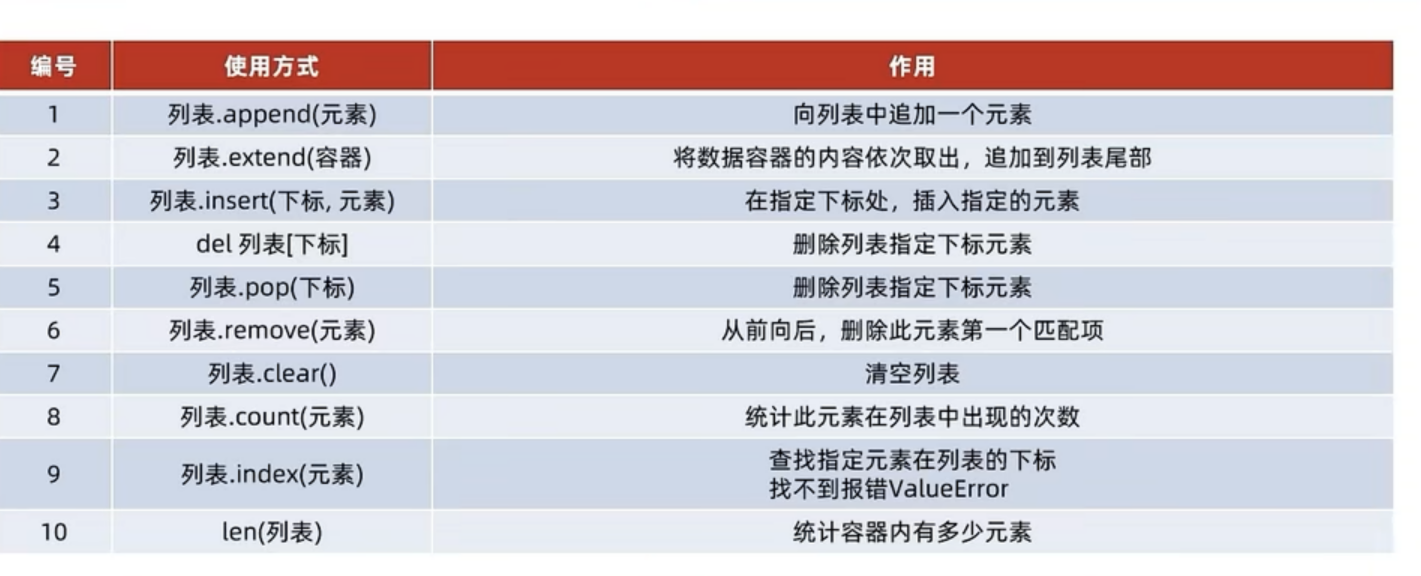 编号 使用方式 作用
1 列表.append(元素) 向列表中追加一个元素
2 列表.extend(容器) 将数据容器的内容依次取出，追加到列表尾部
3 列表.insert(下标, 元素) 在指定下标处，插入指定的元素
4 del 列表[下标] 删除列表指定下标元素
5 列表.pop(下标) 删除列表指定下标元素
6 列表.remove(元素) 从前向后，删除此元素第一个匹配项
7 列表.clear() 清空列表
8 列表.count(元素) 统计此元素在列表中出现的次数
9 列表.index(元素) 查找指定元素在列表的下标
找不到报错ValueError
10 len(列表) 统计容器内有多少元素